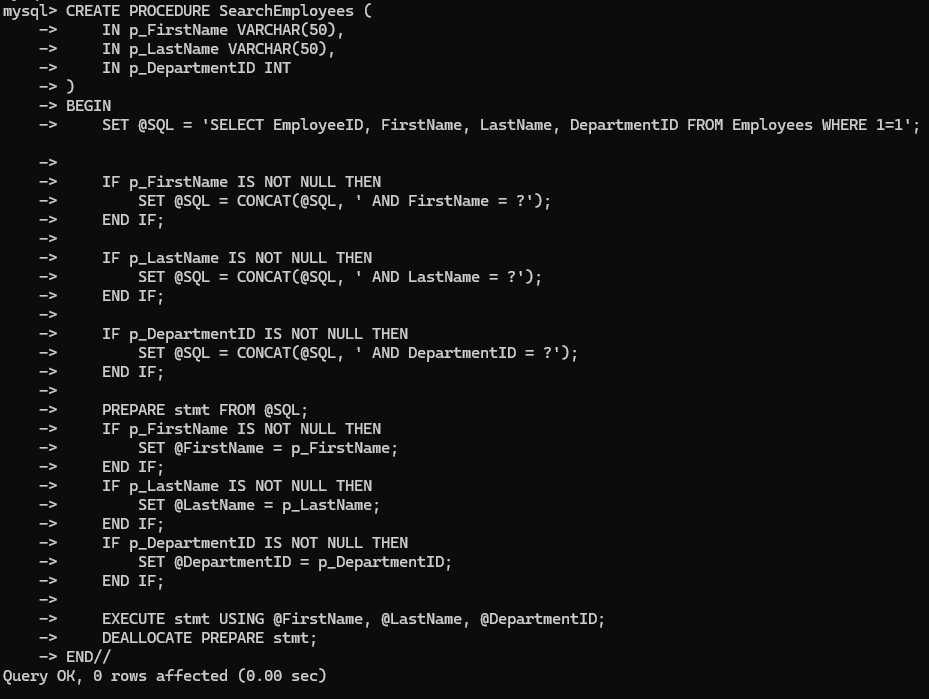 mysql> CREATE PROCEDURE SearchEmployees (
    ->     IN p_FirstName VARCHAR(50),
    ->     IN p_LastName VARCHAR(50),
    ->     IN p_DepartmentID INT
    -> )
    -> BEGIN
    ->     SET @SQL = 'SELECT EmployeeID, FirstName, LastName, DepartmentID FROM Employees WHERE 1=1';
    ->
    ->     IF p_FirstName IS NOT NULL THEN
    ->         SET @SQL = CONCAT(@SQL, ' AND FirstName = ?');
    ->     END IF;
    ->
    ->     IF p_LastName IS NOT NULL THEN
    ->         SET @SQL = CONCAT(@SQL, ' AND LastName = ?');
    ->     END IF;
    ->
    ->     IF p_DepartmentID IS NOT NULL THEN
    ->         SET @SQL = CONCAT(@SQL, ' AND DepartmentID = ?');
    ->     END IF;
    ->
    ->     PREPARE stmt FROM @SQL;
    ->     IF p_FirstName IS NOT NULL THEN
    ->         SET @FirstName = p_FirstName;
    ->     END IF;
    ->     IF p_LastName IS NOT NULL THEN
    ->         SET @LastName = p_LastName;
    ->     END IF;
    ->     IF p_DepartmentID IS NOT NULL THEN
    ->         SET @DepartmentID = p_DepartmentID;
    ->     END IF;
    ->
    ->     EXECUTE stmt USING @FirstName, @LastName, @DepartmentID;
    ->     DEALLOCATE PREPARE stmt;
    -> END//
Query OK, 0 rows affected (0.00 sec)